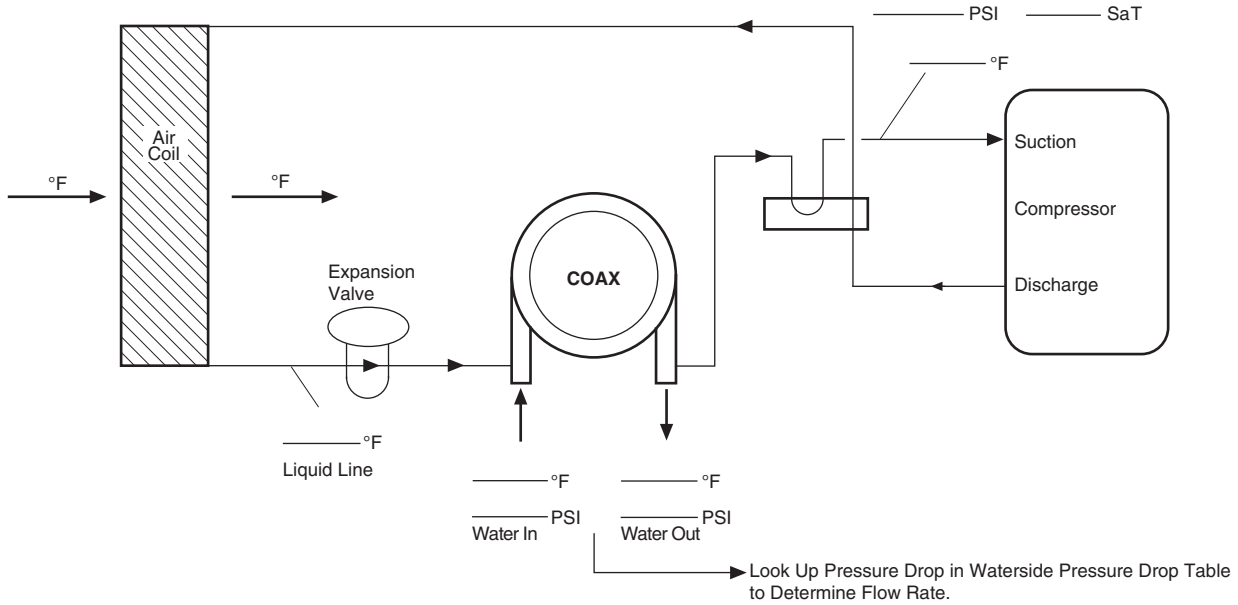 PSI SaT
°F
Air
Coil
Suction
°F
°F
Compressor
Expansion
Valve
COAX
Discharge
°F
Liquid Line
°F
°F
PSI
PSI
Water In
Water Out
Look Up Pressure Drop in Waterside Pressure Drop Table
to Determine Flow Rate.